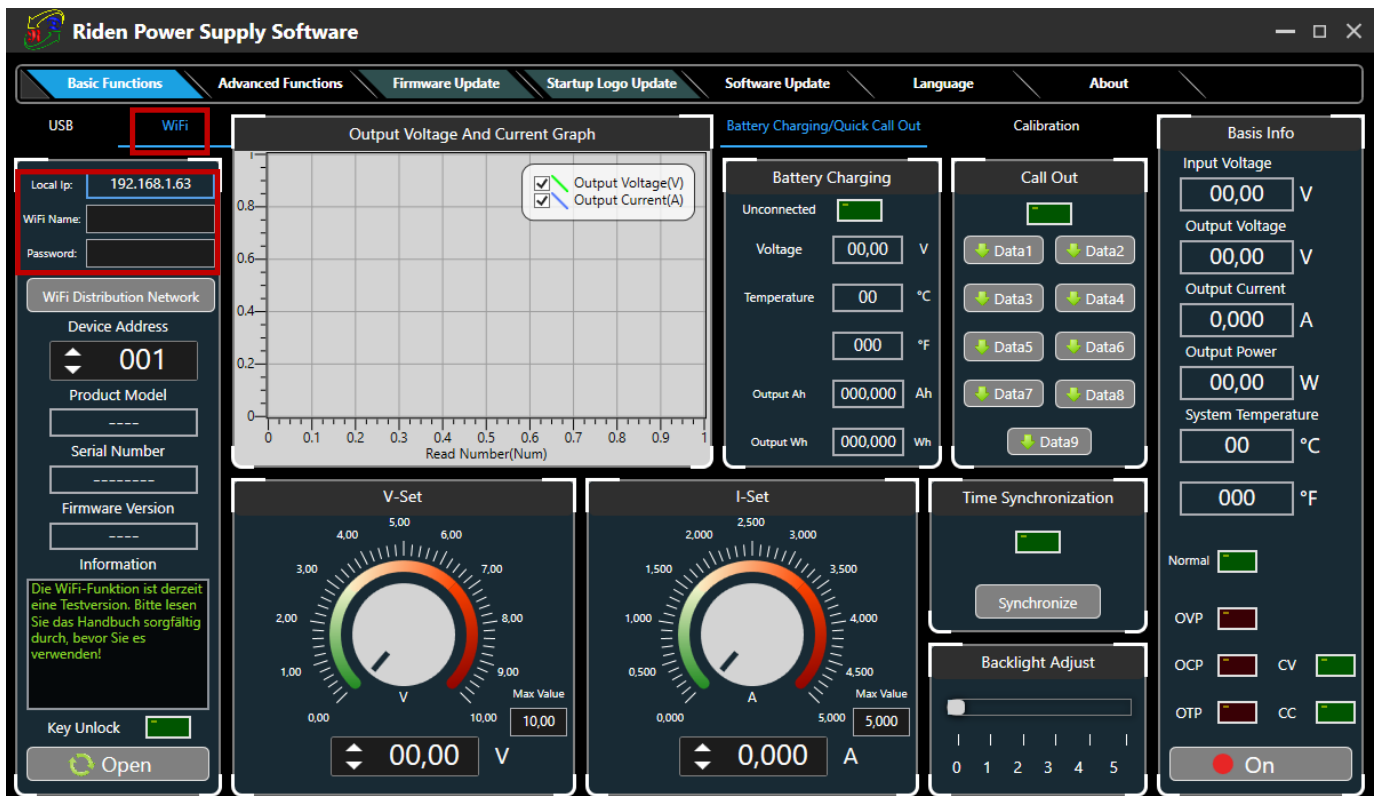 Riden Power Supply Software
Basic Functions
Advanced Functions
Firmware Update
Startup Logo Update
Software Update
Language
About
USB
WiFi
Local Ip: 192.168.1.63
WiFi Name:
Password:
WiFi Distribution Network
Device Address
001
Product Model
----
Serial Number
--------
Firmware Version
----
Information
Die WiFi-Funktion ist derzeit
eine Testversion. Bitte lesen
Sie das Handbuch sorgfältig
durch, bevor Sie es
verwenden!
Key Unlock
Open
Output Voltage And Current Graph
Output Voltage(V)
Output Current(A)
1
0.8
0.6
0.4
0.2
0
0 0.1 0.2 0.3 0.4 0.5 0.6 0.7 0.8 0.9 1
Read Number(Num)
Battery Charging/Quick Call Out
Calibration
Battery Charging
Unconnected
Voltage 00,00 V
Temperature 00 °C
000 °F
Output Ah 000,000 Ah
Output Wh 000,000 Wh
Call Out
Data1 Data2
Data3 Data4
Data5 Data6
Data7 Data8
Data9
V-Set
0,00
1,00
2,00
3,00
4,00
5,00
6,00
7,00
8,00
9,00
10,00
V
Max Value
10,00
00,00 V
I-Set
0,000
0,500
1,000
1,500
2,000
2,500
3,000
3,500
4,000
4,500
5,000
A
Max Value
5,000
0,000 A
Time Synchronization
Synchronize
Backlight Adjust
0 1 2 3 4 5
Basis Info
Input Voltage
00,00 V
Output Voltage
00,00 V
Output Current
0,000 A
Output Power
00,00 W
System Temperature
00 °C
000 °F
Normal
OVP
OCP CV
OTP CC
On